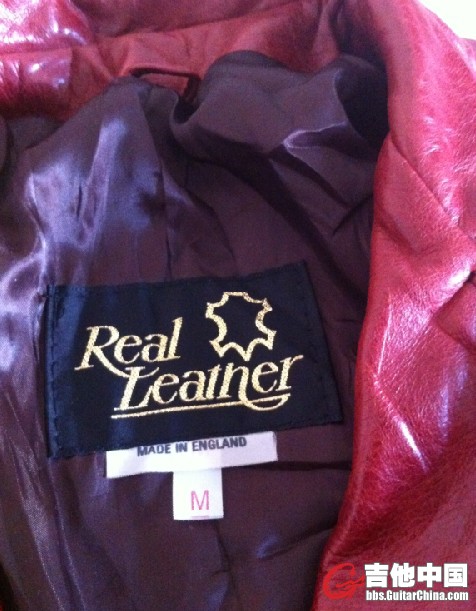 Real
Leather
MADE IN ENGLAND
M
吉他中国
bbs.GuitarChina.com